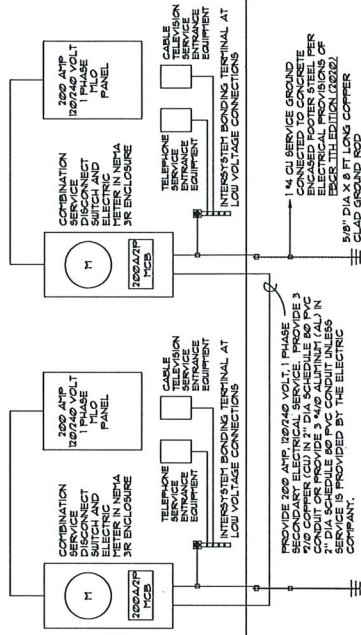 200 AMP
120/240 VOLT
1 PHASE
MLO
PANEL
COMBINATION
SERVICE
DISCONNECT
SWITCH AND
ELECTRIC
METER IN NEMA
3R ENCLOSURE
M
200A/2P
MCB
CABLE
TELEVISION
SERVICE
ENTRANCE
EQUIPMENT
TELEPHONE
SERVICE
ENTRANCE
EQUIPMENT
INTERSYSTEM BONDING TERMINAL AT
LOW VOLTAGE CONNECTIONS
200 AMP
120/240 VOLT
1 PHASE
MLO
PANEL
COMBINATION
SERVICE
DISCONNECT
SWITCH AND
ELECTRIC
METER IN NEMA
3R ENCLOSURE
M
200A/2P
MCB
CABLE
TELEVISION
SERVICE
ENTRANCE
EQUIPMENT
TELEPHONE
SERVICE
ENTRANCE
EQUIPMENT
INTERSYSTEM BONDING TERMINAL AT
LOW VOLTAGE CONNECTIONS
PROVIDE 200 AMP, 120/240 VOLT, 1 PHASE
SECONDARY ELECTRICAL SERVICE. PROVIDE 3
#2/0 COPPER (CU) IN 2" DIA SCHEDULE 80 PVC
CONDUIT OR PROVIDE 3 #4/0 ALUMINUM (AL) IN
2" DIA SCHEDULE 80 PVC CONDUIT UNLESS
SERVICE IS PROVIDED BY THE ELECTRIC
COMPANY.
1 #4 CU SERVICE GROUND
CONNECTED TO CONCRETE
ENCASED FOOTER STEEL PER
ELECTRICAL PROVISIONS OF
FBCR 7TH EDITION (2020)
5/8" DIA X 8 FT LONG COPPER
CLAD GROUND ROD